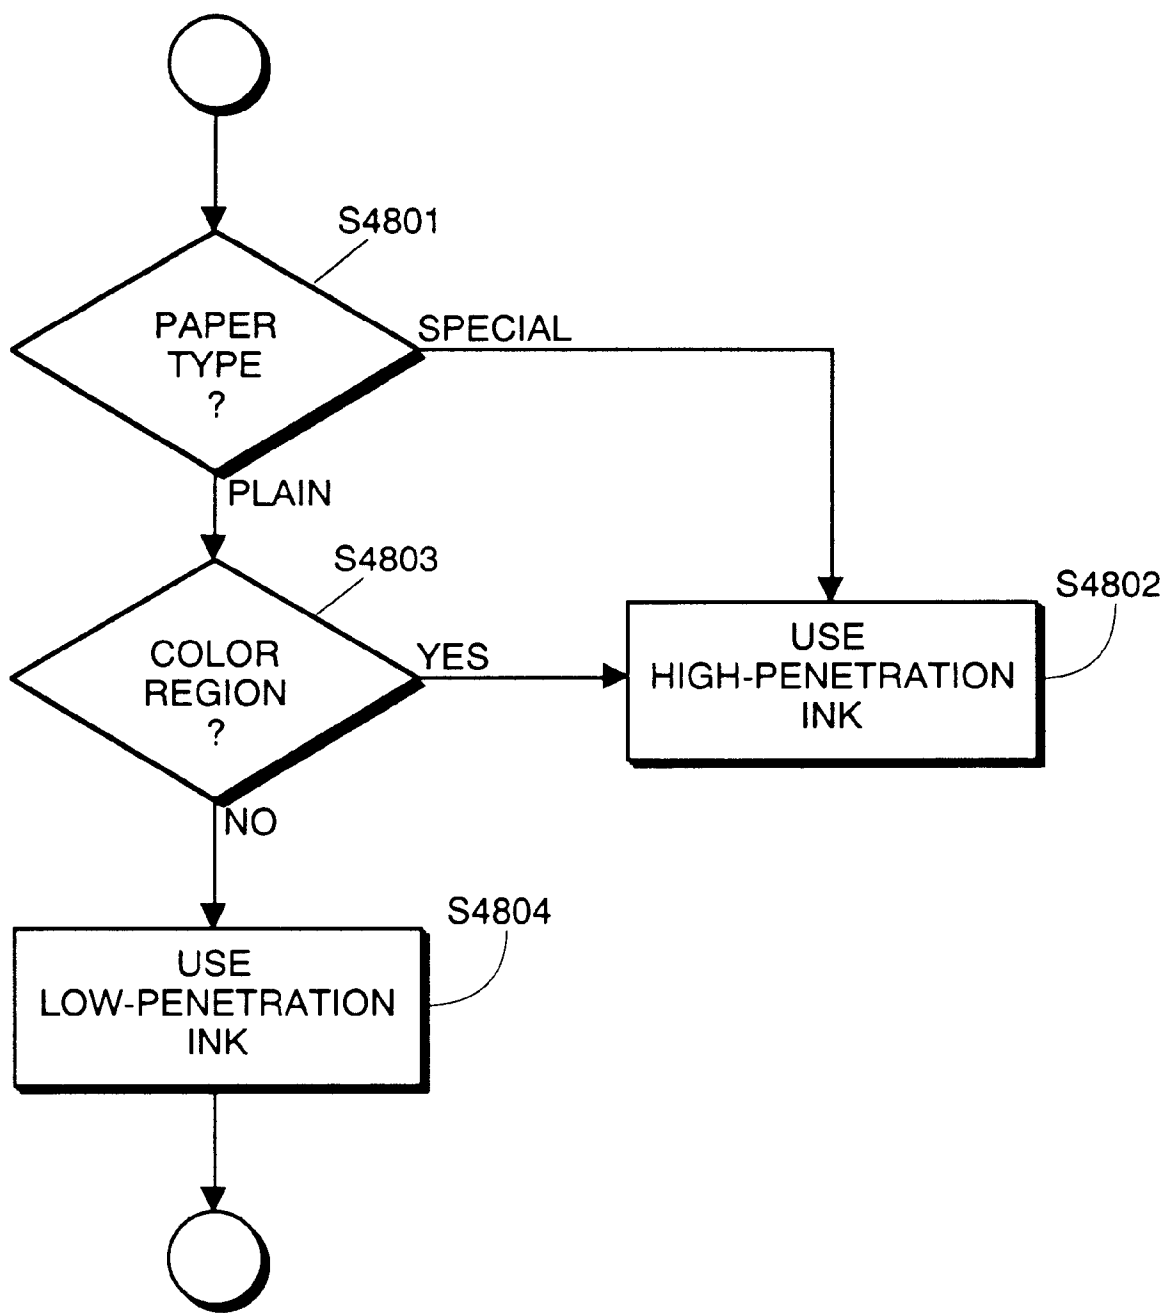 S4801
PAPER
TYPE
?
SPECIAL
PLAIN
S4803
COLOR
REGION
?
YES
S4802
USE
HIGH-PENETRATION
INK
NO
S4804
USE
LOW-PENETRATION
INK